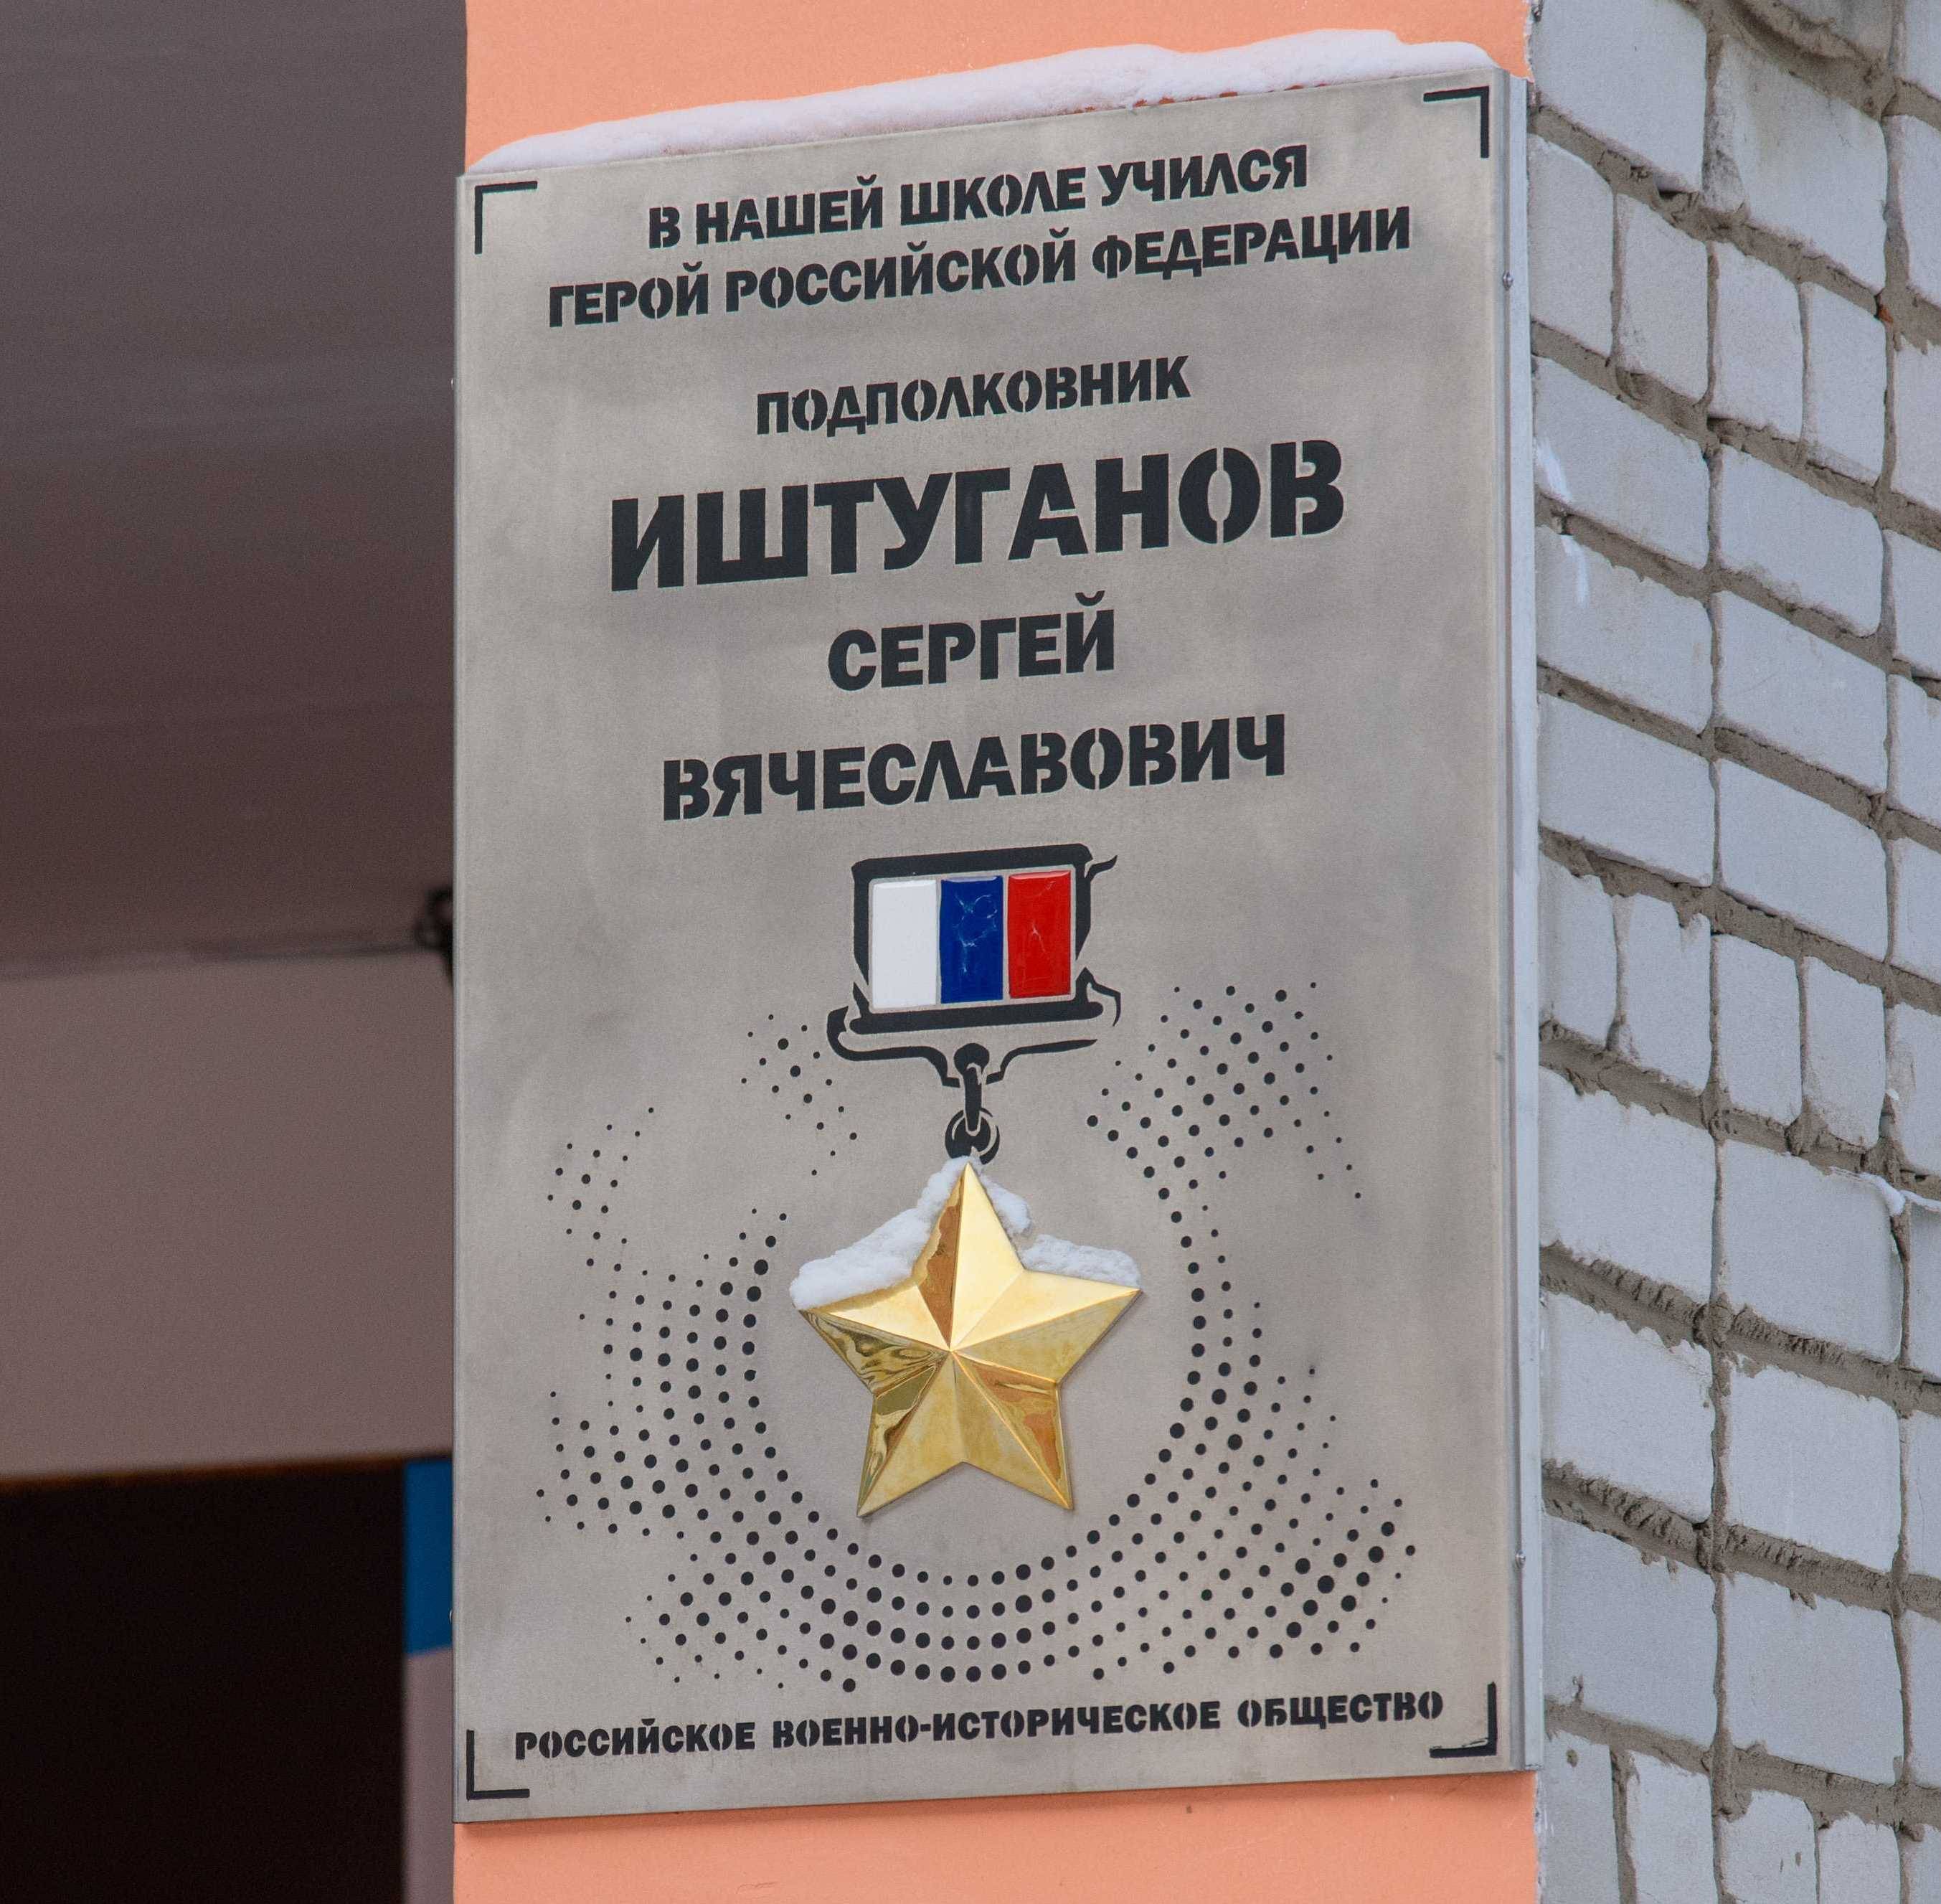 В НАШЕЙ ШКОЛЕ УЧИЛСЯ
ГЕРОЙ РОССИЙСКОЙ ФЕДЕРАЦИИ
ПОДПОЛКОВНИК
ИШТУГАНОВ
СЕРГЕЙ
ВЯЧЕСЛАВОВИЧ
РОССИЙСКОЕ ВОЕННО-ИСТОРИЧЕСКОЕ ОБЩЕСТВО